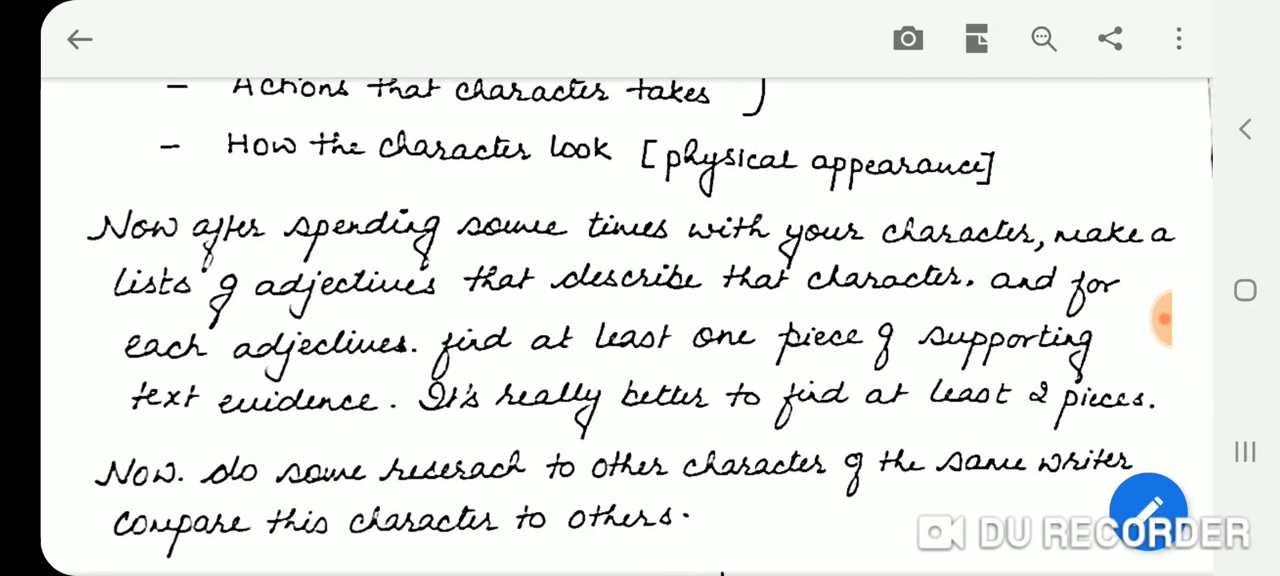 - Actions that character takes )
- How the character look [physical appearance]
Now after spending some times with your character, make a
lists of adjectives that describe that character. and for
each adjectives. find at least one piece of supporting
text evidence. It's really better to find at least 2 pieces.
Now. do some reserach to other character of the same writer
compare this character to others.
DU RECORDER